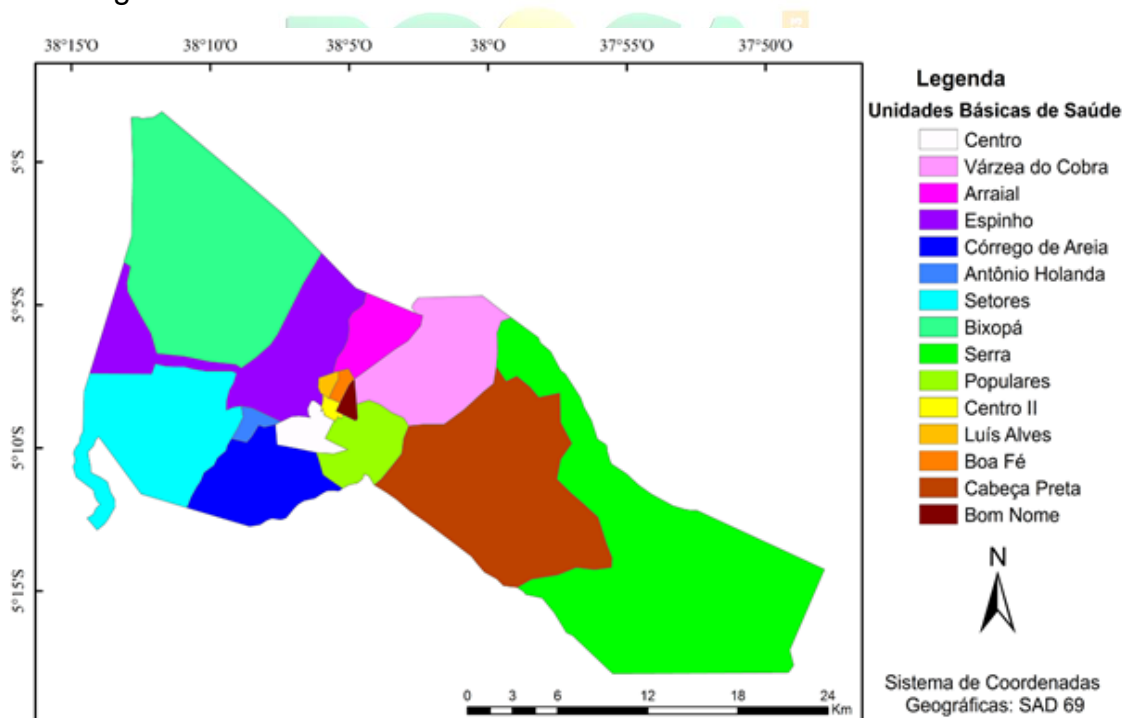 38°15'O 38°10'O 38°5'O 38°O 37°55'O 37°50'O
5°S
5°5'S
5°10'S
5°15'S
Legenda
Unidades Básicas de Saúde
Centro
Várzea do Cobra
Arraial
Espinho
Córrego de Areia
Antônio Holanda
Setores
Bixopá
Serra
Populares
Centro II
Luís Alves
Boa Fé
Cabeça Preta
Bom Nome
N
Sistema de Coordenadas
Geográficas: SAD 69
0 3 6 12 18 24
Km